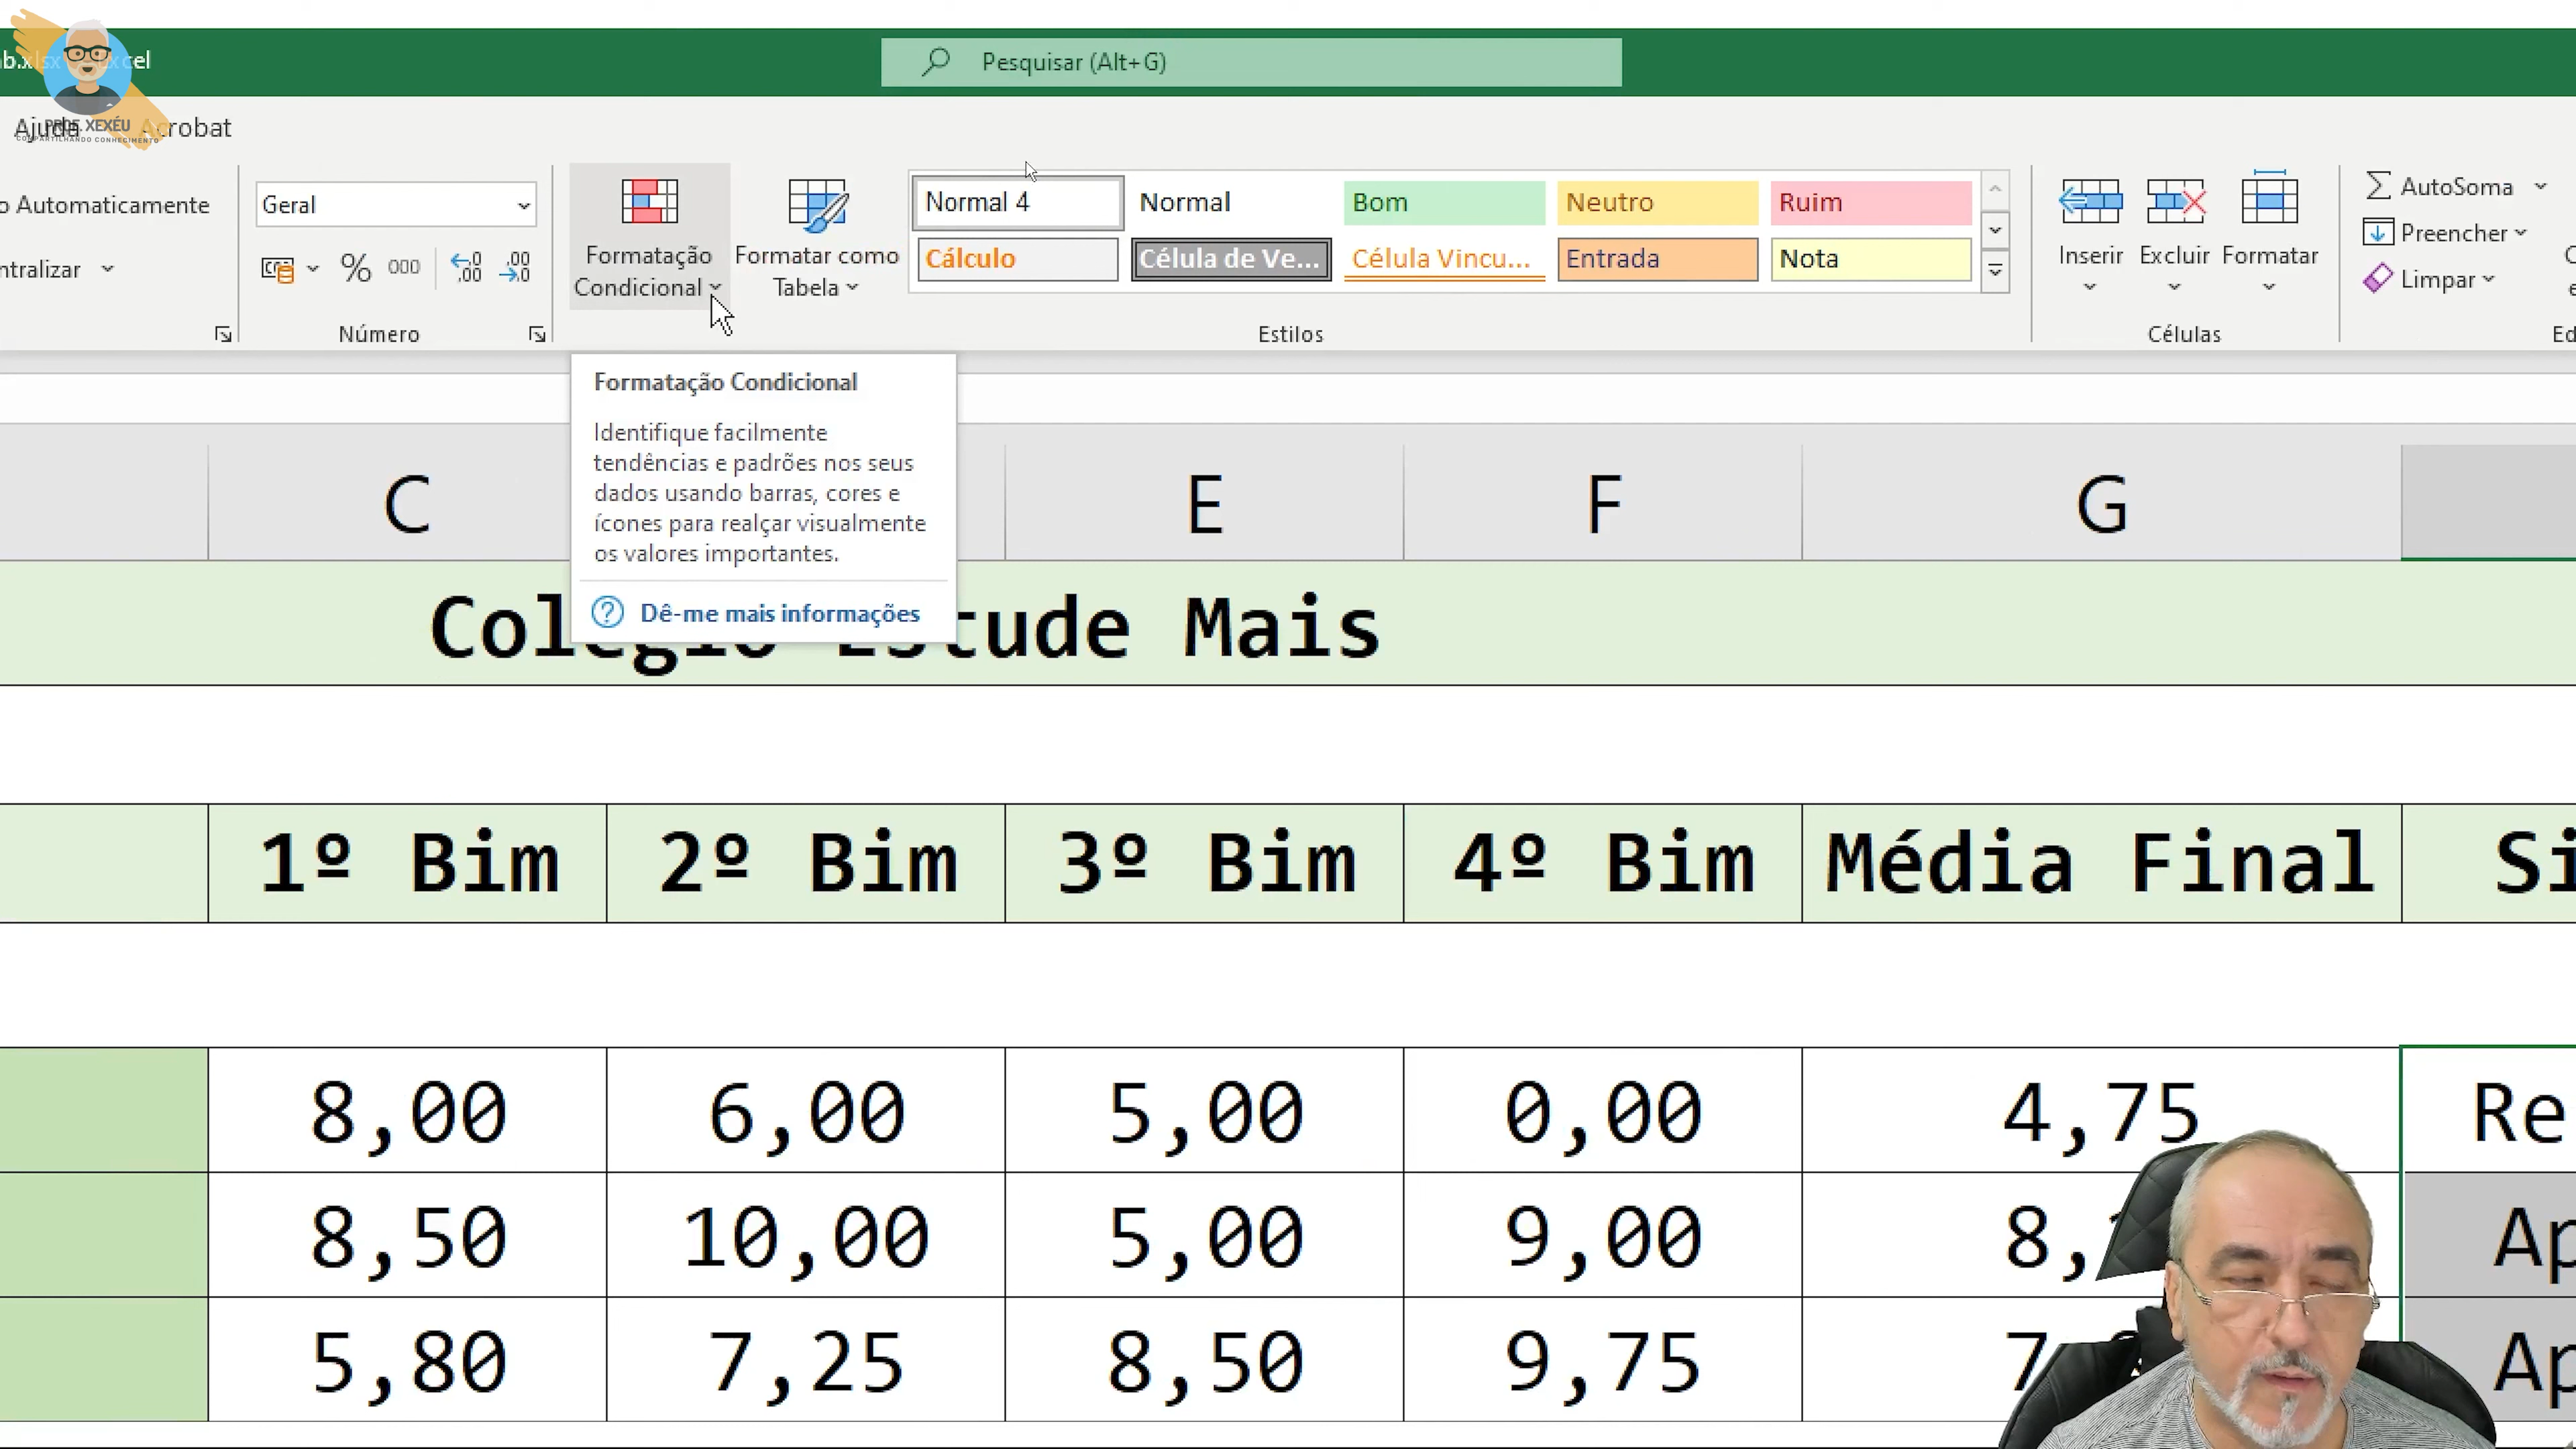 Pesquisar (Alt+G)
PROF. XEXÉU
COMPARTILHANDO CONHECIMENTO
Ajuda Acrobat
Automaticamente
Geral
% 000
Número
Formatação
Condicional
Formatar como
Tabela
Normal 4 Normal Bom Neutro Ruim
Cálculo Célula de Ve... Célula Vincu... Entrada Nota
Estilos
Inserir Excluir Formatar
Células
AutoSoma
Preencher
Limpar
Formatação Condicional
Identifique facilmente
tendências e padrões nos seus
dados usando barras, cores e
ícones para realçar visualmente
os valores importantes.
Dê-me mais informações
C E F G
Colégio Estude Mais
1º Bim 2º Bim 3º Bim 4º Bim Média Final Si
8,00 6,00 5,00 0,00 4,75 Re
8,50 10,00 5,00 9,00 8, Ap
5,80 7,25 8,50 9,75 7, Ap